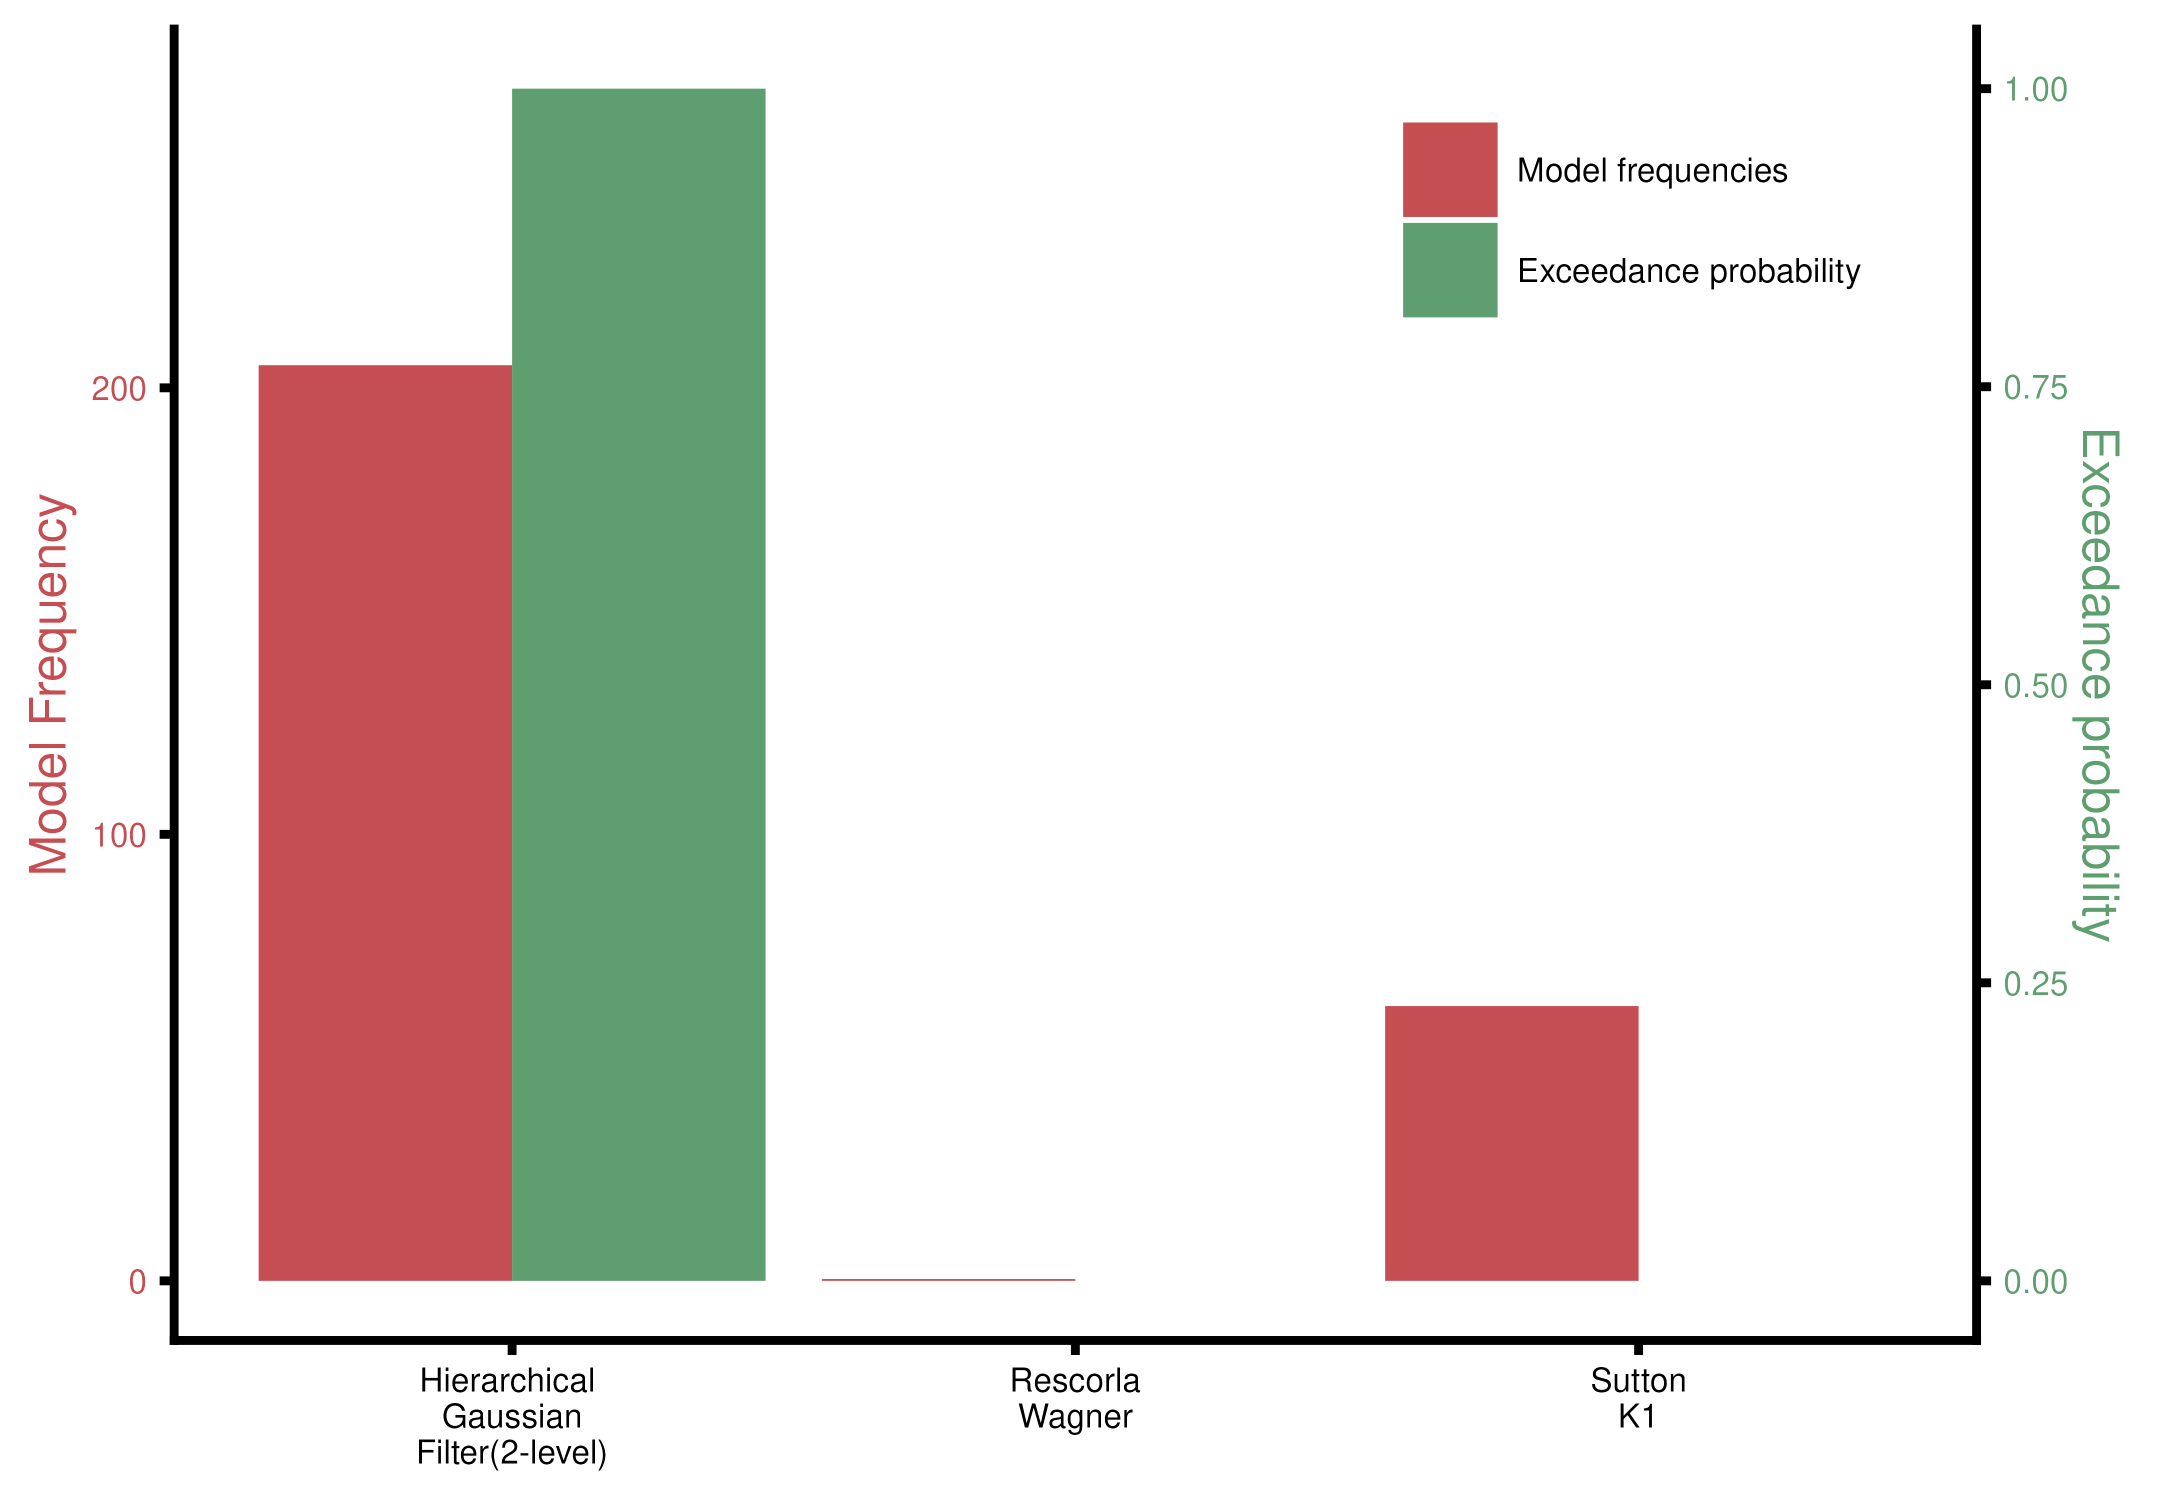 Model Frequency
200
100
0
1.00
0.75
0.50
0.25
0.00
Exceedance probability
Model frequencies
Exceedance probability
Hierarchical
Gaussian
Filter(2-level)
Rescorla
Wagner
Sutton
K1